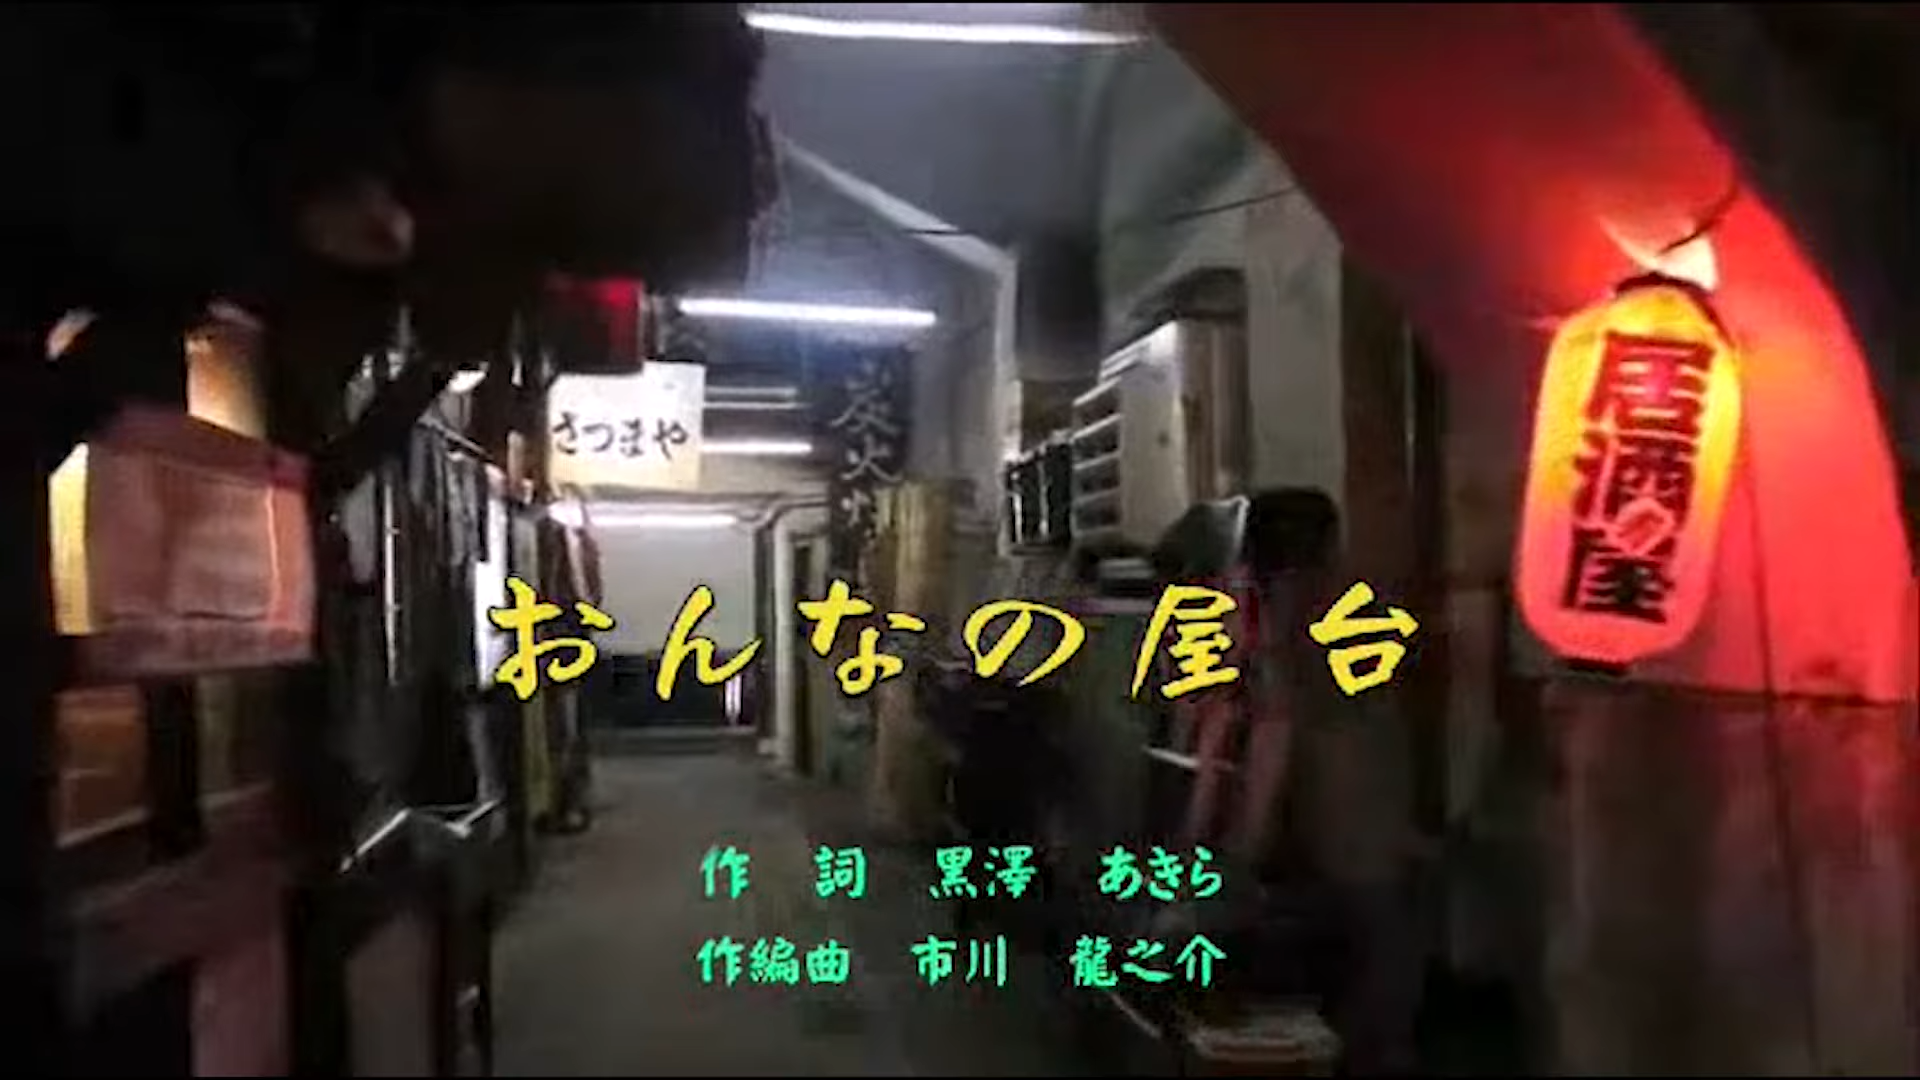 さつまや
居酒屋
おんなの屋台
作 詞 黒澤 あきら
作編曲 市川 龍之介